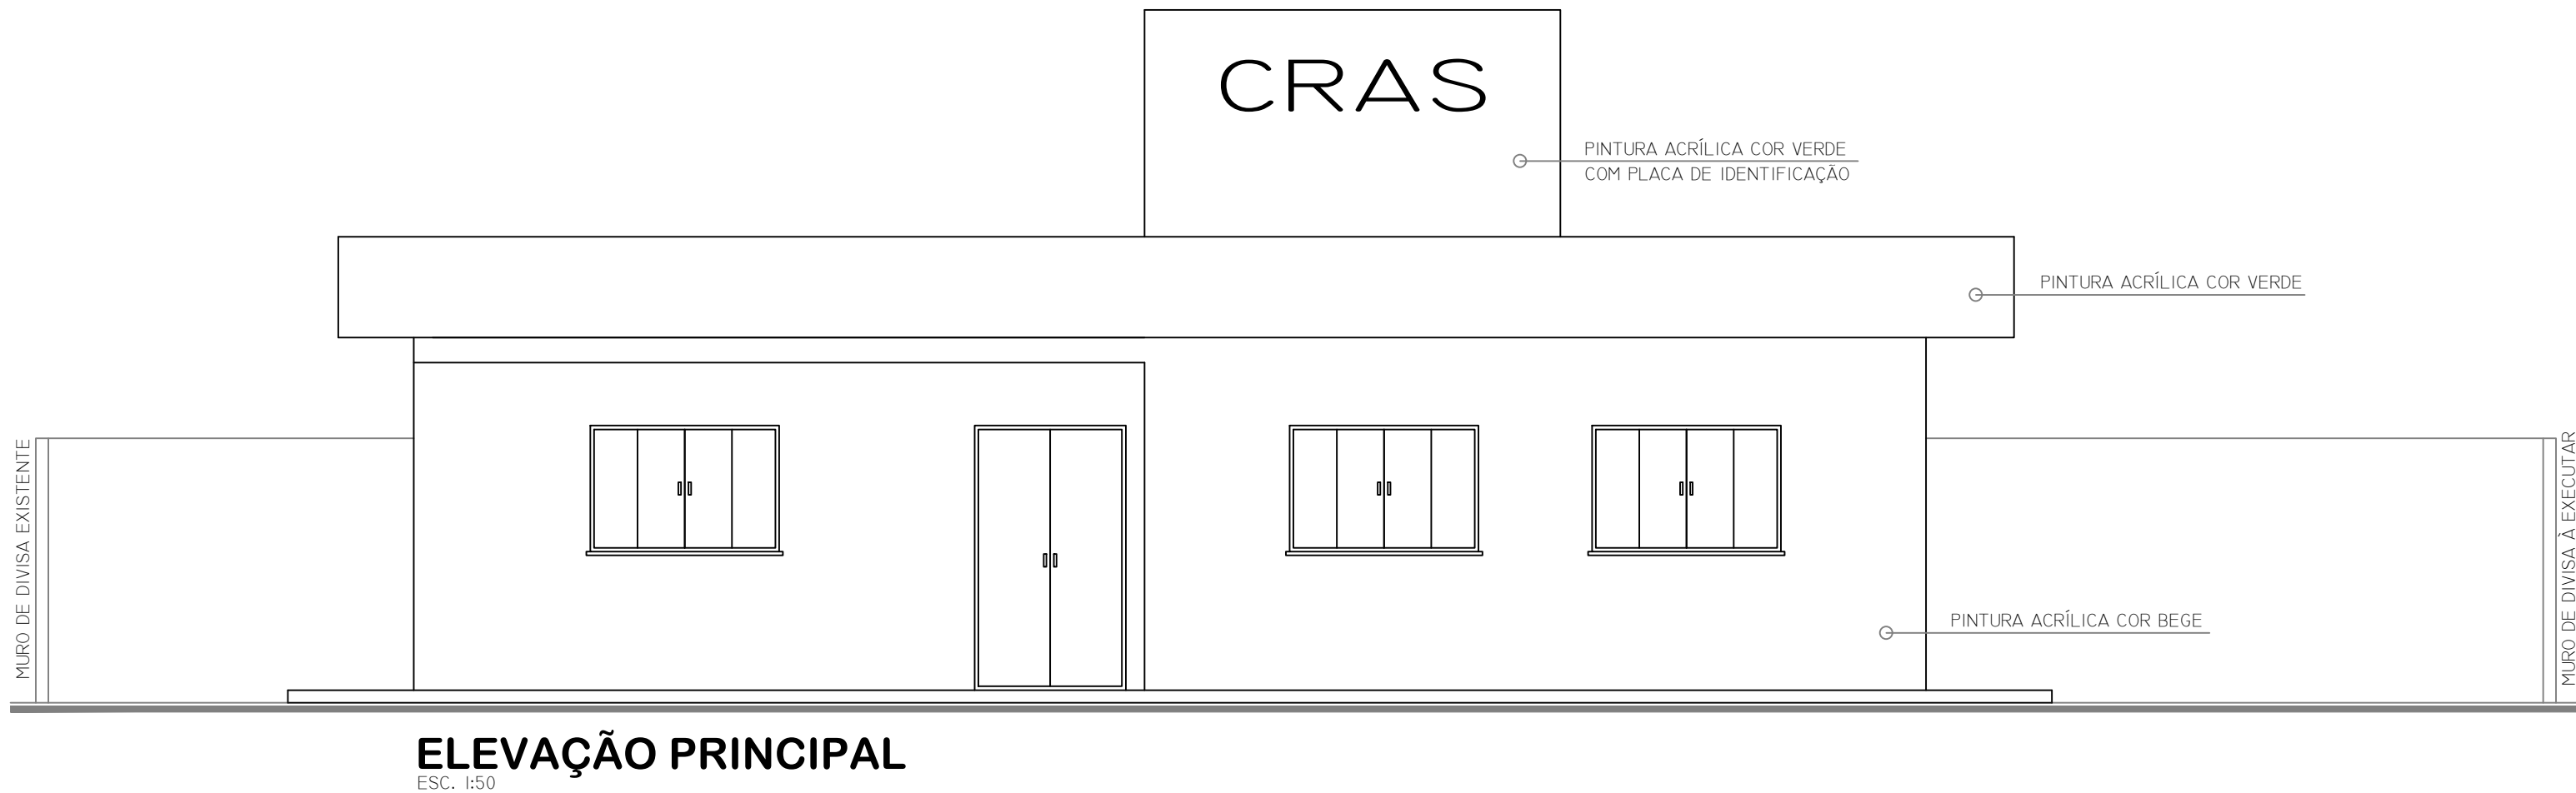 CRAS
PINTURA ACRÍLICA COR VERDE
COM PLACA DE IDENTIFICAÇÃO
PINTURA ACRÍLICA COR VERDE
MURO DE DIVISA EXISTENTE
MURO DE DIVISA À EXECUTAR
PINTURA ACRÍLICA COR BEGE
ELEVAÇÃO PRINCIPAL
ESC. 1:50